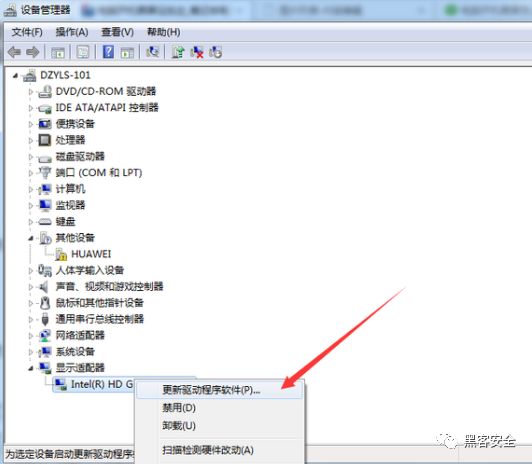 设备管理器
文件(F) 操作(A) 查看(V) 帮助(H)
DZYLS-101
DVD/CD-ROM 驱动器
IDE ATA/ATAPI 控制器
便携设备
处理器
磁盘驱动器
端口 (COM 和 LPT)
计算机
监视器
键盘
其他设备
HUAWEI
人体学输入设备
声音、视频和游戏控制器
鼠标和其他指针设备
通用串行总线控制器
网络适配器
系统设备
显示适配器
Intel(R) HD G
更新驱动程序软件(P)...
禁用(D)
卸载(U)
扫描检测硬件改动(A)
为选定设备启动更新驱动程序
黑客安全